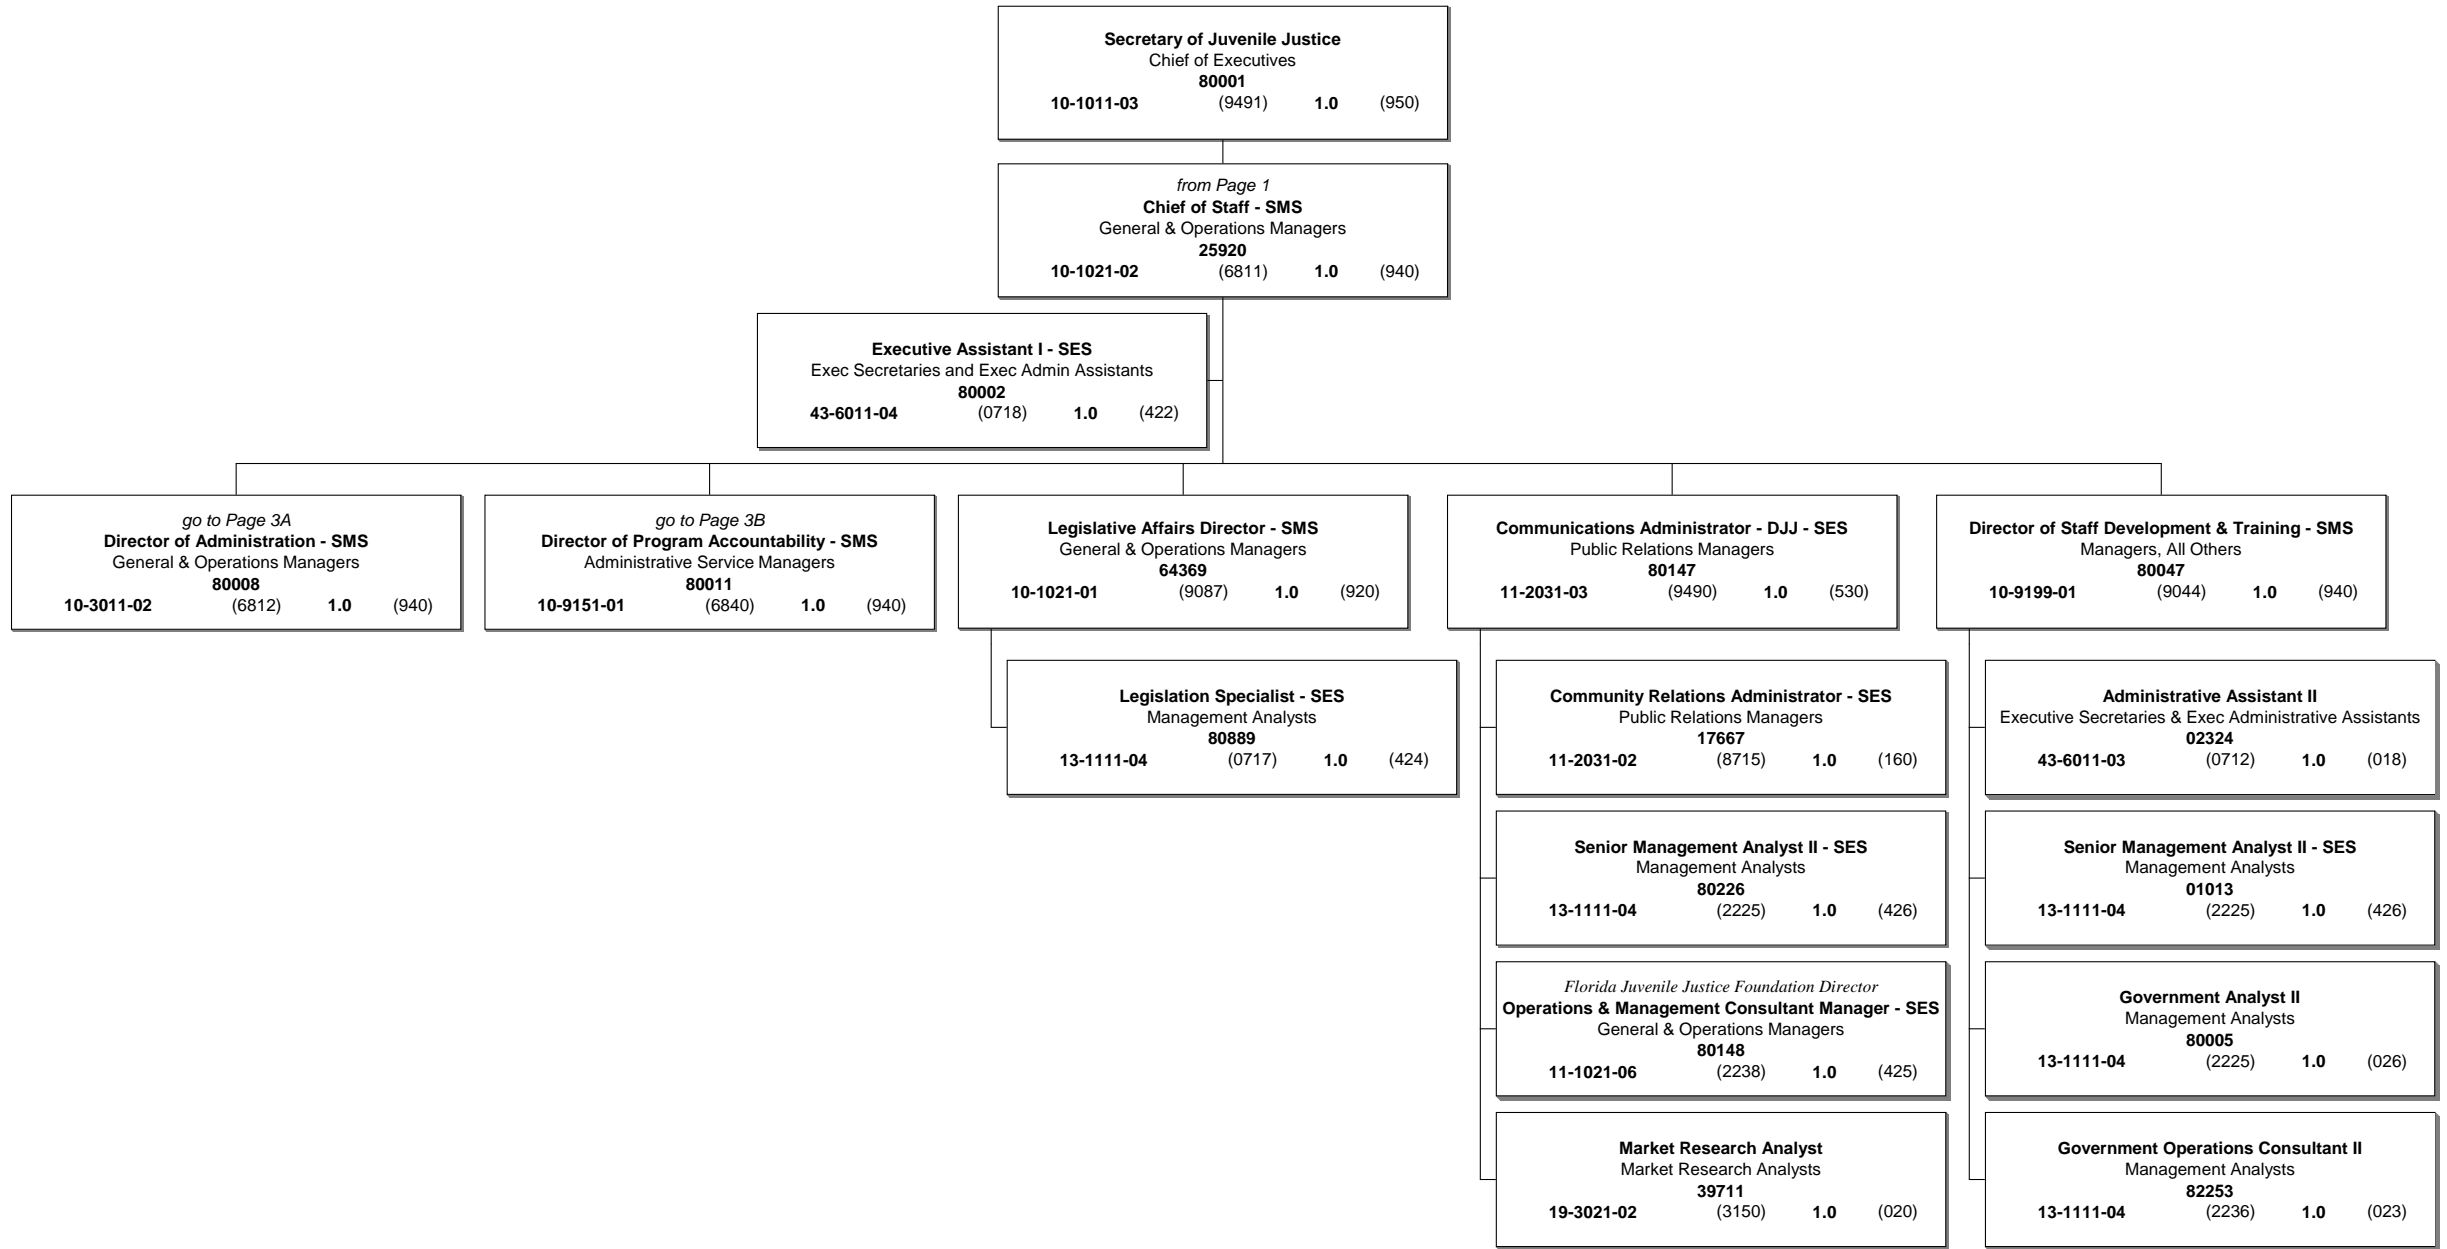 Secretary of Juvenile Justice
Chief of Executives
80001
10-1011-03 (9491) 1.0 (950)
from Page 1
Chief of Staff - SMS
General & Operations Managers
25920
10-1021-02 (6811) 1.0 (940)
Executive Assistant I - SES
Exec Secretaries and Exec Admin Assistants
80002
43-6011-04 (0718) 1.0 (422)
go to Page 3A
Director of Administration - SMS
General & Operations Managers
80008
10-3011-02 (6812) 1.0 (940)
go to Page 3B
Director of Program Accountability - SMS
Administrative Service Managers
80011
10-9151-01 (6840) 1.0 (940)
Legislative Affairs Director - SMS
General & Operations Managers
64369
10-1021-01 (9087) 1.0 (920)
Legislation Specialist - SES
Management Analysts
80889
13-1111-04 (0717) 1.0 (424)
Communications Administrator - DJJ - SES
Public Relations Managers
80147
11-2031-03 (9490) 1.0 (530)
Community Relations Administrator - SES
Public Relations Managers
17667
11-2031-02 (8715) 1.0 (160)
Senior Management Analyst II - SES
Management Analysts
80226
13-1111-04 (2225) 1.0 (426)
Florida Juvenile Justice Foundation Director
Operations & Management Consultant Manager - SES
General & Operations Managers
80148
11-1021-06 (2238) 1.0 (425)
Market Research Analyst
Market Research Analysts
39711
19-3021-02 (3150) 1.0 (020)
Director of Staff Development & Training - SMS
Managers, All Others
80047
10-9199-01 (9044) 1.0 (940)
Administrative Assistant II
Executive Secretaries & Exec Administrative Assistants
02324
43-6011-03 (0712) 1.0 (018)
Senior Management Analyst II - SES
Management Analysts
01013
13-1111-04 (2225) 1.0 (426)
Government Analyst II
Management Analysts
80005
13-1111-04 (2225) 1.0 (026)
Government Operations Consultant II
Management Analysts
82253
13-1111-04 (2236) 1.0 (023)